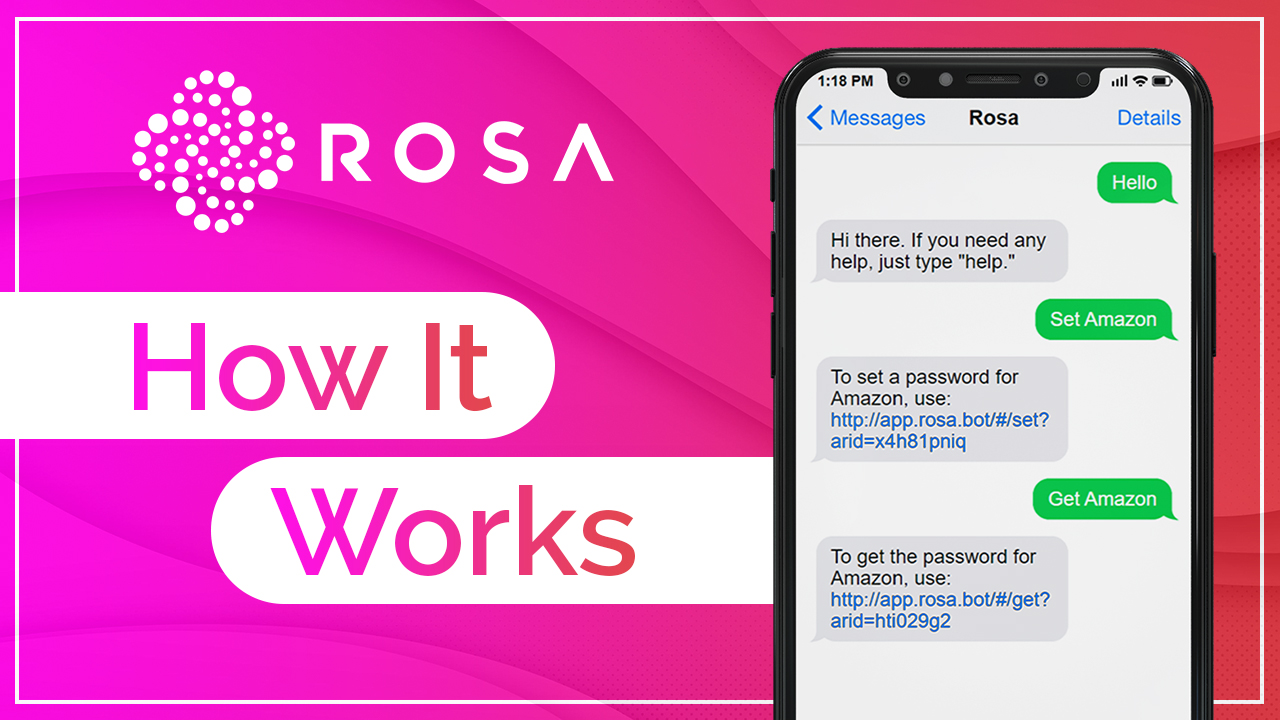 ROSA
How It
Works
1:18 PM
Messages
Rosa
Details
Hello
Hi there. If you need any
help, just type "help."
Set Amazon
To set a password for
Amazon, use:
http://app.rosa.bot/#/set?
arid=x4h81pniq
Get Amazon
To get the password for
Amazon, use:
http://app.rosa.bot/#/get?
arid=hti029g2